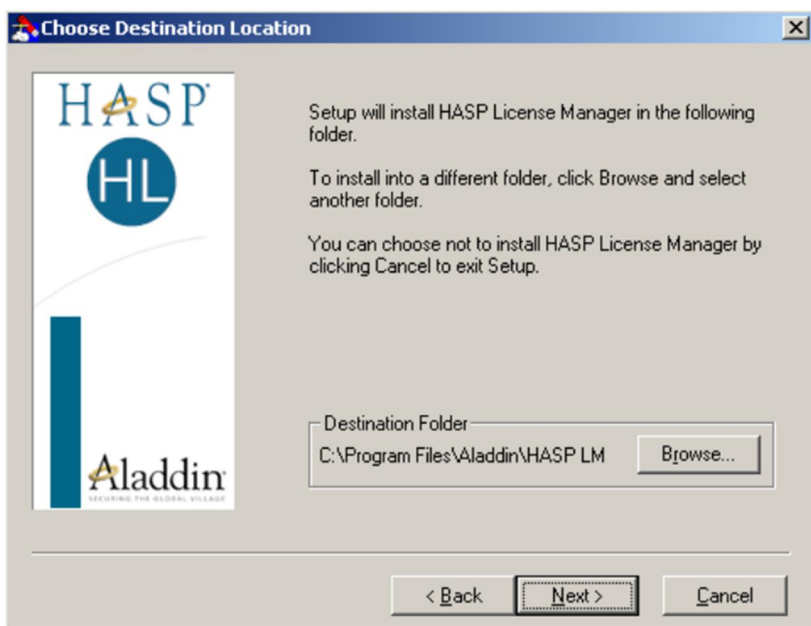 Choose Destination Location
HASP
HL
Aladdin
SECURING THE GLOBAL VILLAGE
Setup will install HASP License Manager in the following
folder.
To install into a different folder, click Browse and select
another folder.
You can choose not to install HASP License Manager by
clicking Cancel to exit Setup.
Destination Folder
C:\Program Files\Aladdin\HASP LM
Browse...
< Back
Next >
Cancel